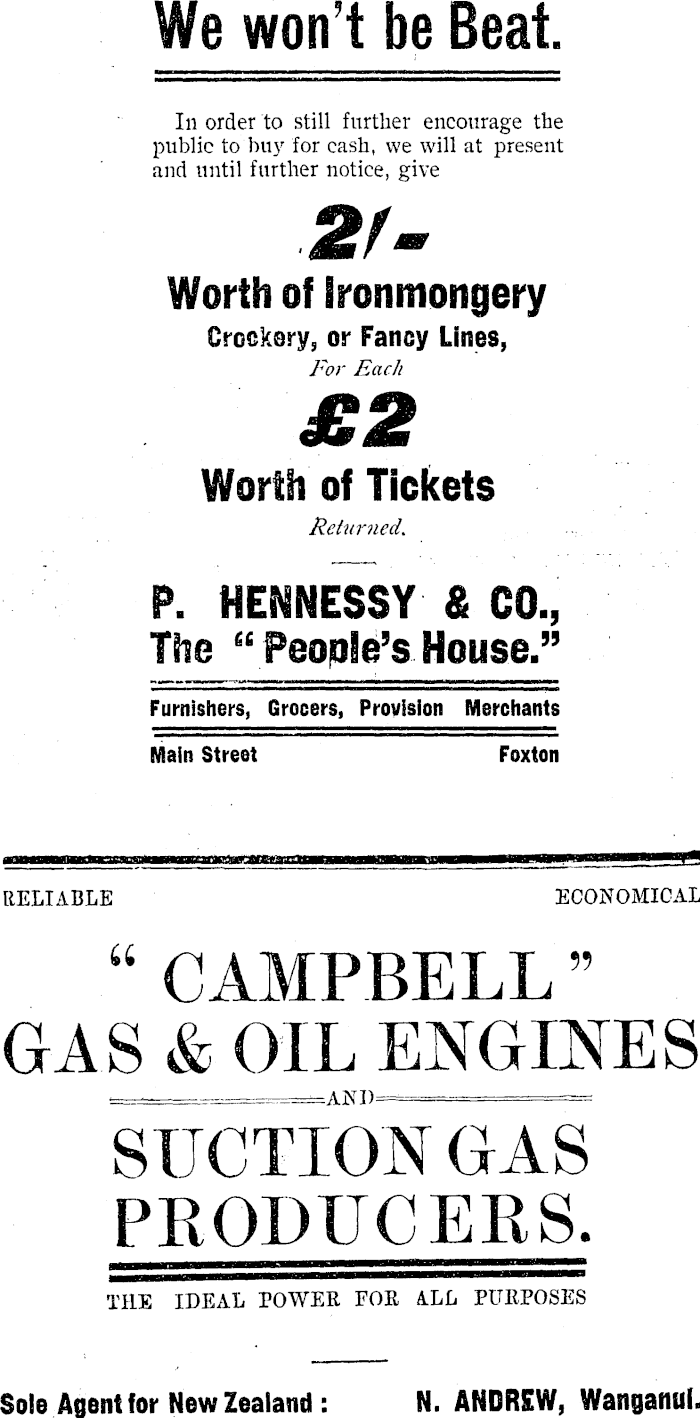 We won't be Beat.
In order to still further encourage the
public to buy for cash, we will at present
and until further notice, give
2/-
Worth of Ironmongery
Crockery, or Fancy Lines,
For Each
£2
Worth of Tickets
Returned.
P. HENNESSY & CO.,
The "People's House."
Furnishers, Grocers, Provision Merchants
Main Street Foxton
RELIABLE ECONOMICAL
"CAMPBELL"
GAS & OIL ENGINES
AND
SUCTION GAS
PRODUCERS.
THE IDEAL POWER FOR ALL PURPOSES
Sole Agent for New Zealand: N. ANDREW, Wanganui.